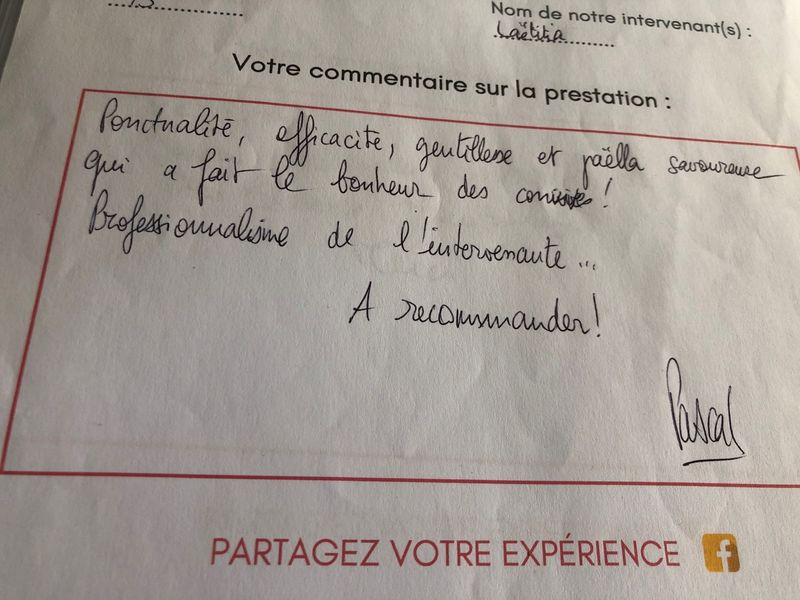 Nom de notre intervenant(s) :
Laëtitia
Votre commentaire sur la prestation :
Ponctualité, efficacité, gentillesse et paëlla savoureuse
qui a fait le bonheur des convives !
Professionnalisme de l'intervenante...
A recommander !
Pascal
PARTAGEZ VOTRE EXPÉRIENCE f